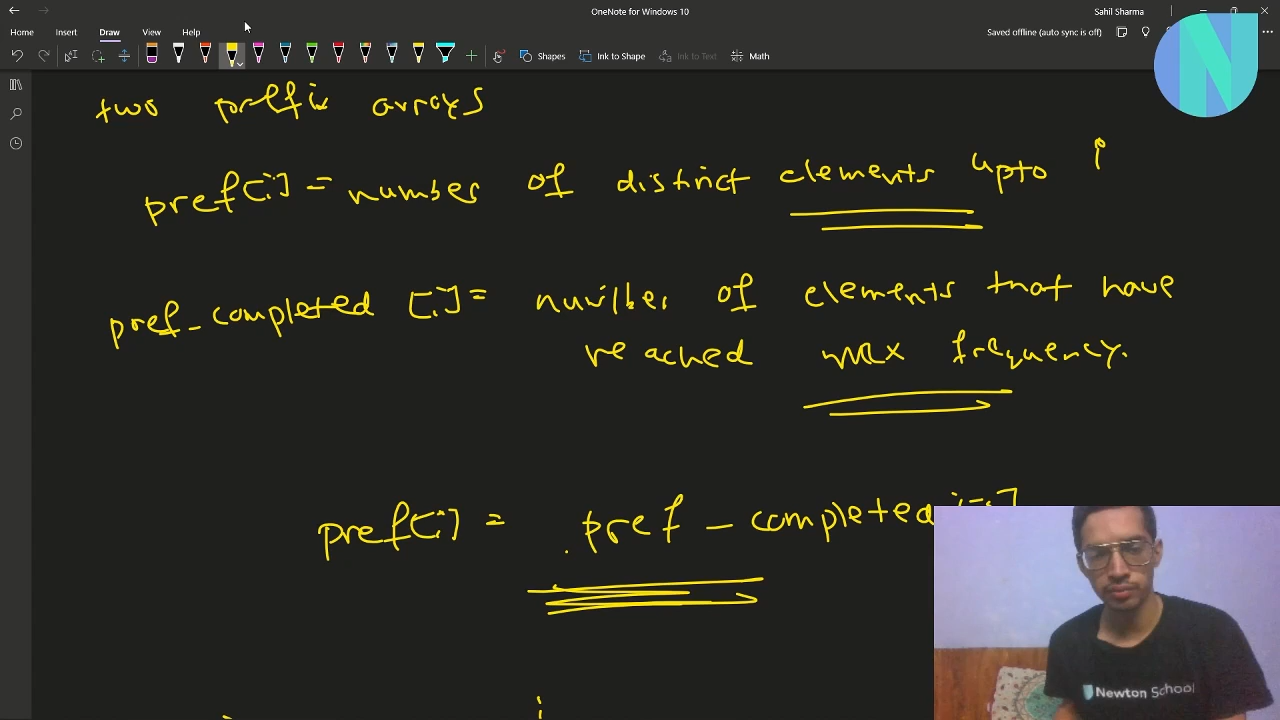 OneNote for Windows 10
Sahil Sharma
Home Insert Draw View Help
Saved offline (auto sync is off)
Shapes Ink to Shape Ink to Text Math
two prefix arrays
pref[i] = number of distinct elements upto i
pref_completed [i] = number of elements that have
reached max frequency.
pref[i] = pref_completed[i]
Newton School
i